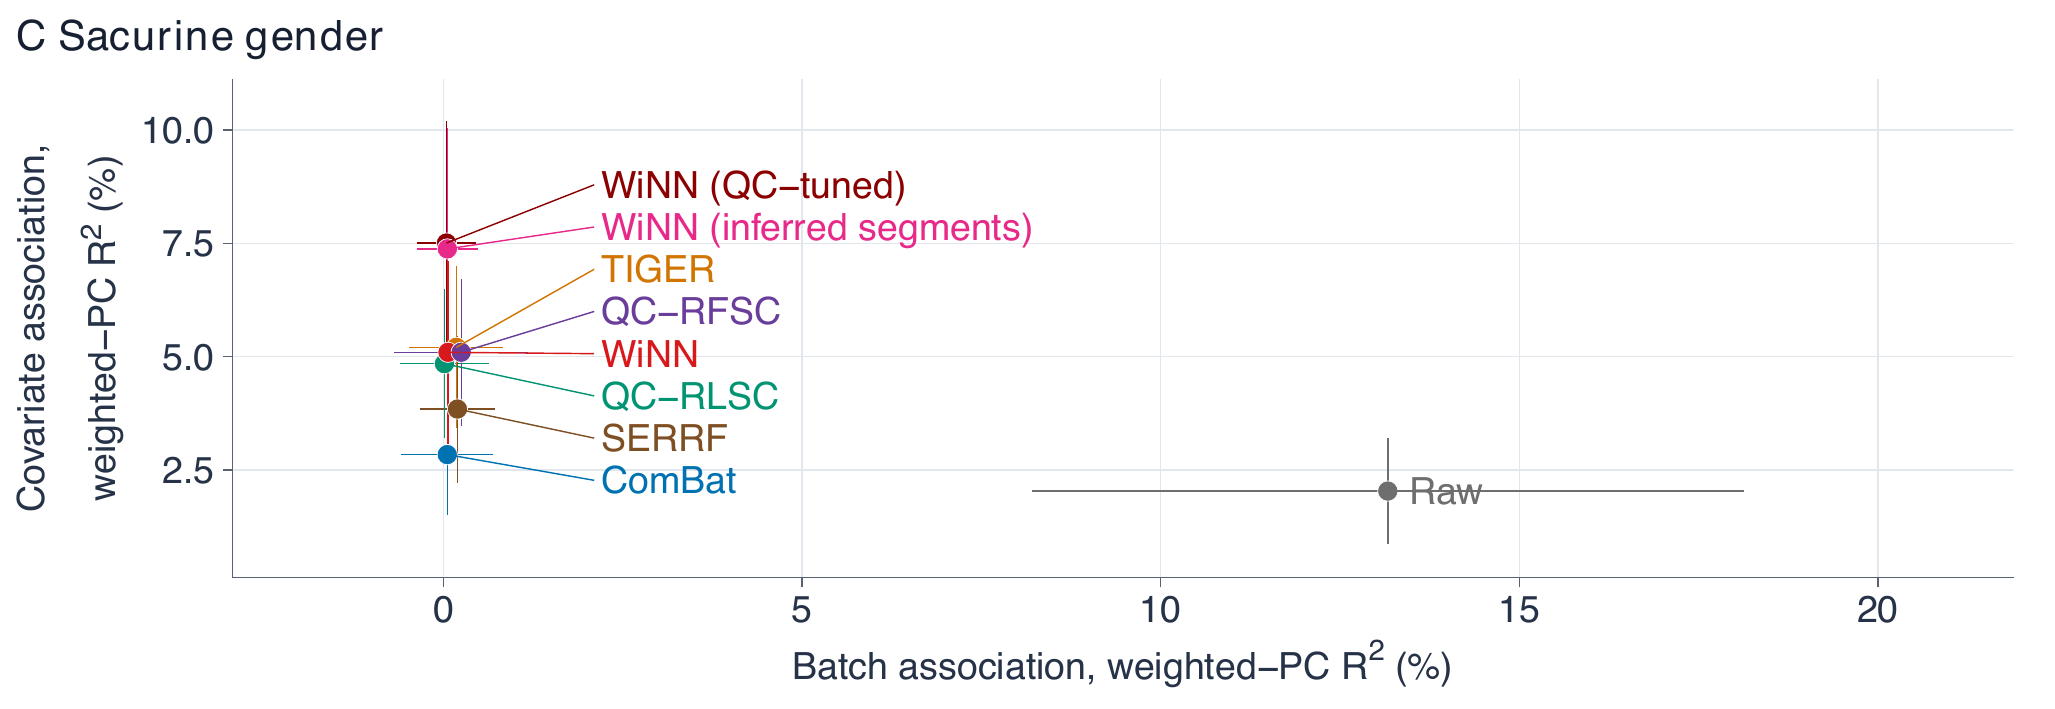 C Sacurine gender
Covariate association,
weighted−PC R² (%)
10.0
7.5
5.0
2.5
WiNN (QC−tuned)
WiNN (inferred segments)
TIGER
QC−RFSC
WiNN
QC−RLSC
SERRF
ComBat
Raw
0 5 10 15 20
Batch association, weighted−PC R² (%)